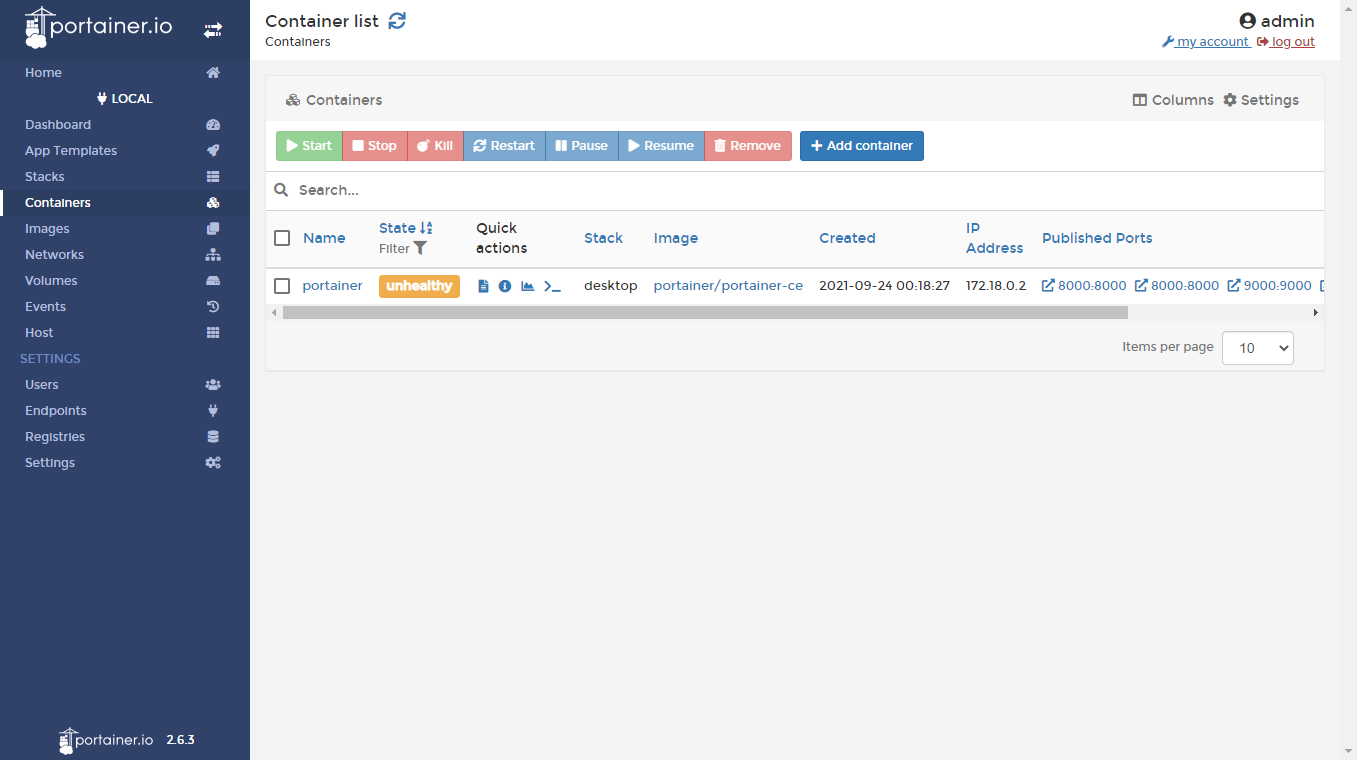 portainer.io
Home
LOCAL
Dashboard
App Templates
Stacks
Containers
Images
Networks
Volumes
Events
Host
SETTINGS
Users
Endpoints
Registries
Settings
portainer.io 2.6.3
Container list
Containers
admin
my account log out
Containers Columns Settings
Start Stop Kill Restart Pause Resume Remove Add container
Search...
Name State Filter Quick actions Stack Image Created IP Address Published Ports
portainer unhealthy desktop portainer/portainer-ce 2021-09-24 00:18:27 172.18.0.2 8000:8000 8000:8000 9000:9000
Items per page 10